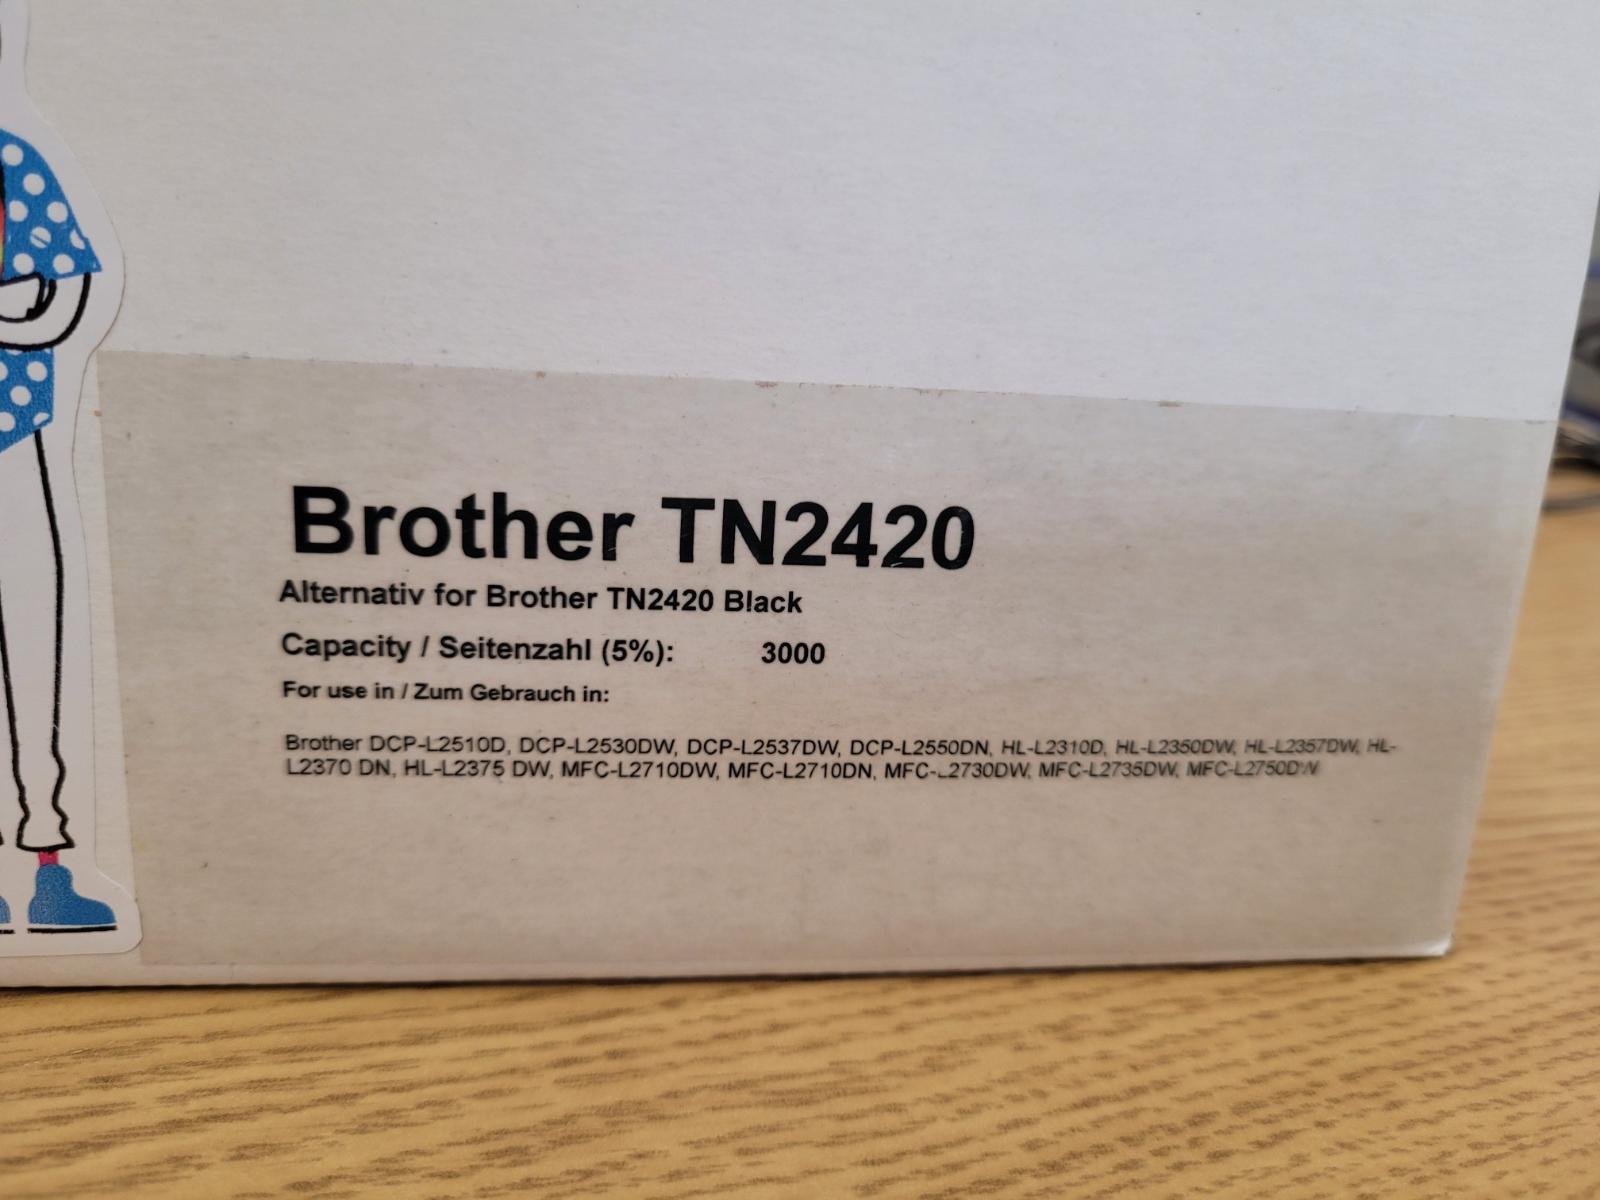 Brother TN2420
Alternativ for Brother TN2420 Black
Capacity / Seitenzahl (5%): 3000
For use in / Zum Gebrauch in:
Brother DCP-L2510D, DCP-L2530DW, DCP-L2537DW, DCP-L2550DN, HL-L2310D, HL-L2350DW, HL-L2357DW, HL-
L2370 DN, HL-L2375 DW, MFC-L2710DW, MFC-L2710DN, MFC-L2730DW, MFC-L2735DW, MFC-L2750DW